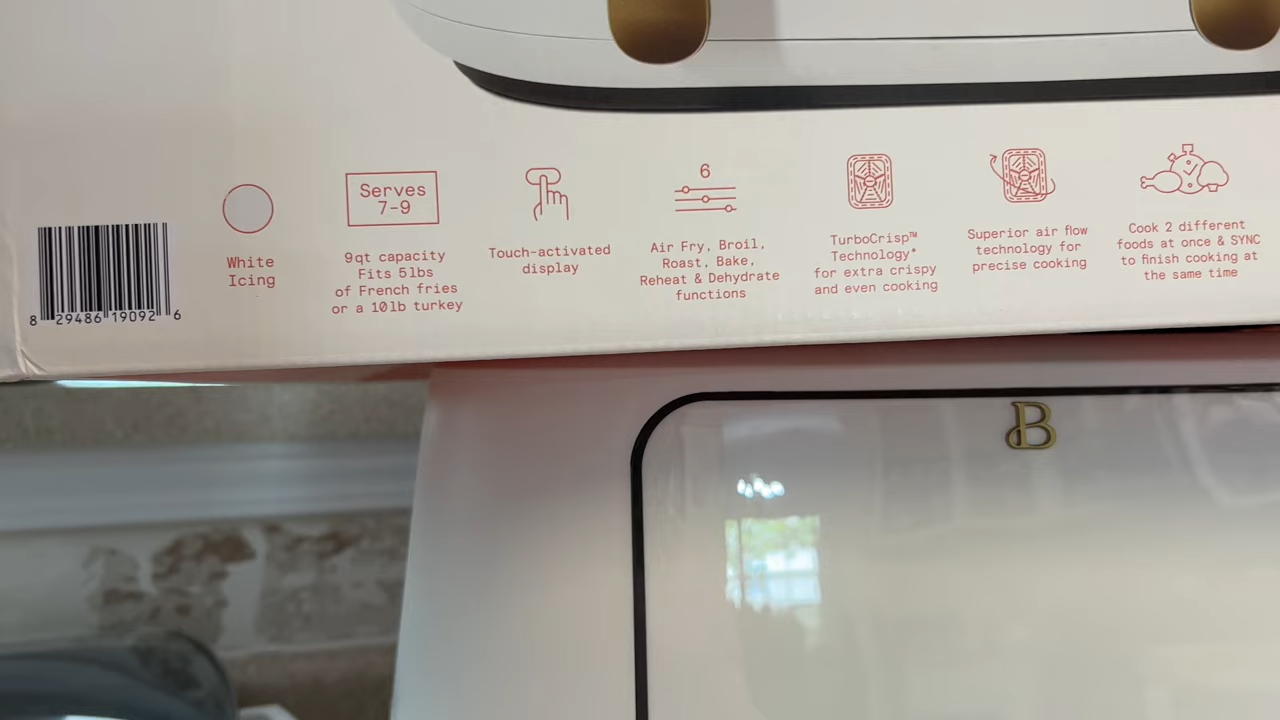 8 29486 19092 6
White
Icing
Serves
7-9
9qt capacity
Fits 5lbs
of French fries
or a 10lb turkey
Touch-activated
display
6
Air Fry, Broil,
Roast, Bake,
Reheat & Dehydrate
functions
TurboCrisp™
Technology*
for extra crispy
and even cooking
Superior air flow
technology for
precise cooking
Cook 2 different
foods at once & SYNC
to finish cooking at
the same time
B